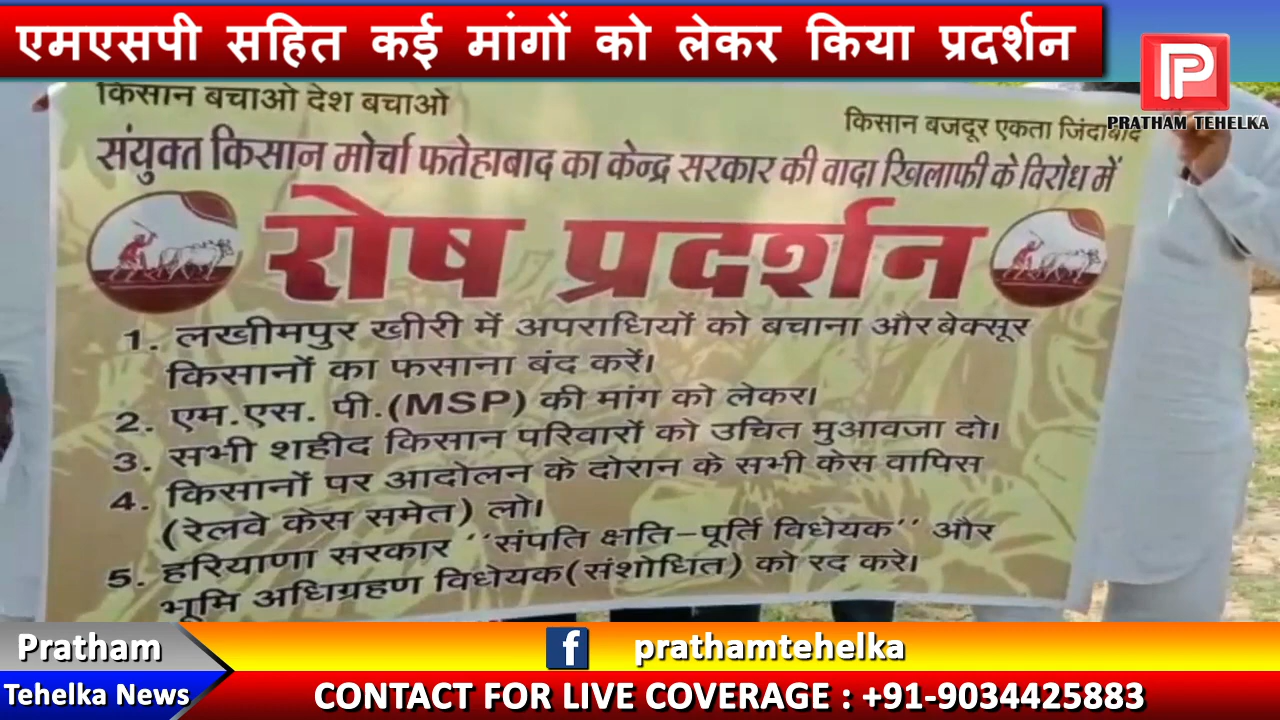 एमएसपी सहित कई मांगों को लेकर किया प्रदर्शन
P
PRATHAM TEHELKA
किसान बचाओ देश बचाओ
किसान बजदूर एकता जिंदाबाद
संयुक्त किसान मोर्चा फतेहाबाद का केन्द्र सरकार की वादा खिलाफी के विरोध में
रोष प्रदर्शन
1. लखीमपुर खीरी में अपराधियों को बचाना और बेक्सूर
किसानों का फसाना बंद करें।
2. एम.एस. पी.(MSP) की मांग को लेकर।
3. सभी शहीद किसान परिवारों को उचित मुआवजा दो।
4. किसानों पर आदोलन के दोरान के सभी केस वापिस
(रेलवे केस समेत) लो।
5. हरियाणा सरकार ''संपति क्षति-पूर्ति विधेयक'' और
भूमि अधिग्रहण विधेयक(संशोधित) को रद करे।
Pratham
Tehelka News
f prathamtehelka
CONTACT FOR LIVE COVERAGE : +91-9034425883